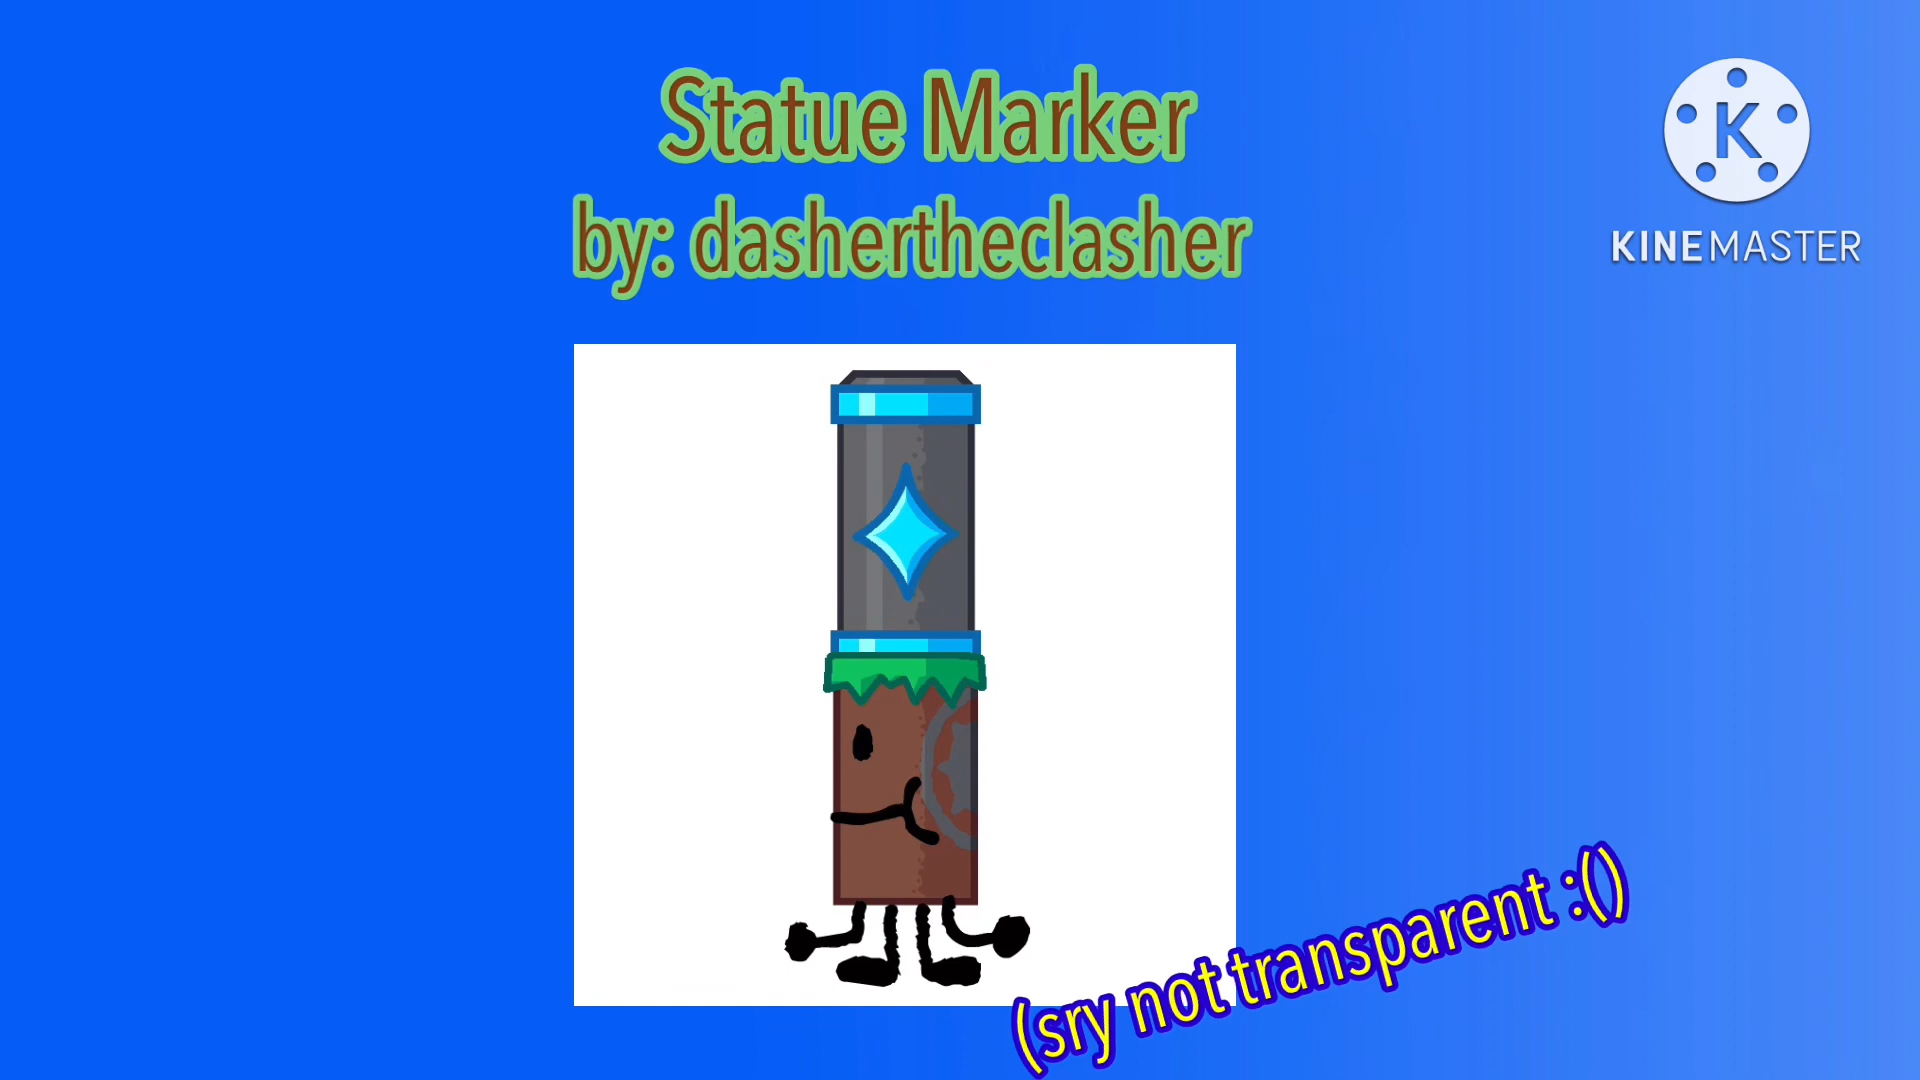 Statue Marker
by: dashertheclasher
K
KINEMASTER
(sry not transparent :()